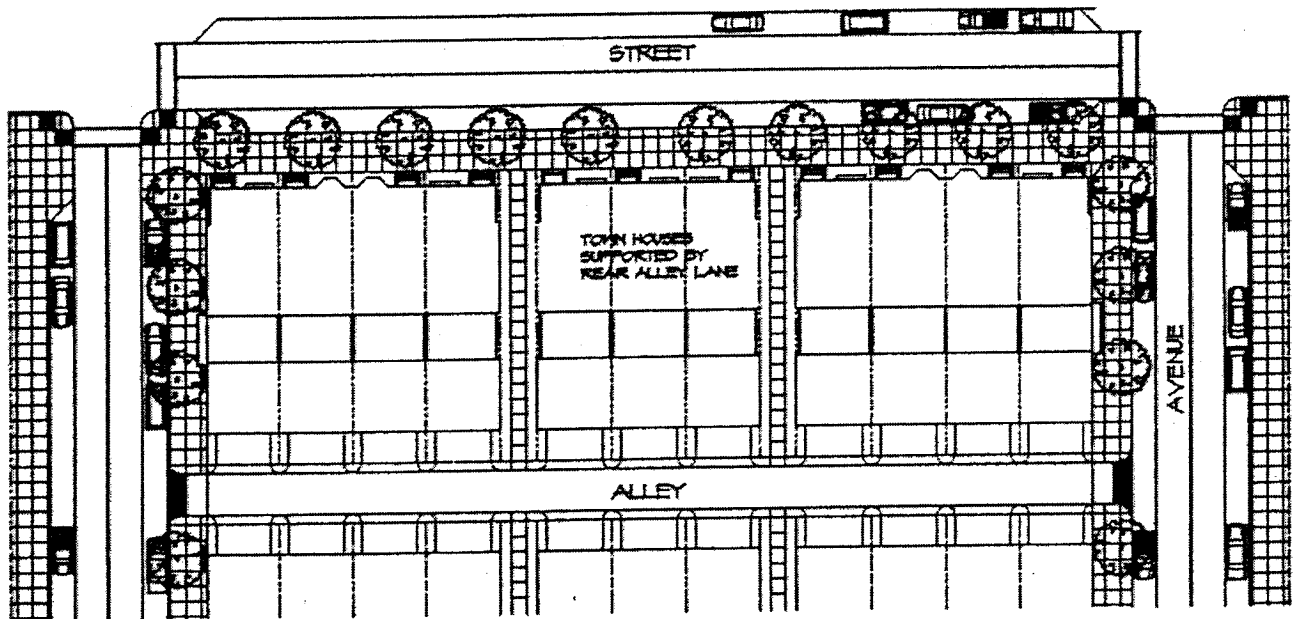 STREET
TOWN HOUSES
SUPPORTED BY
REAR ALLEY LANE
AVENUE
ALLEY